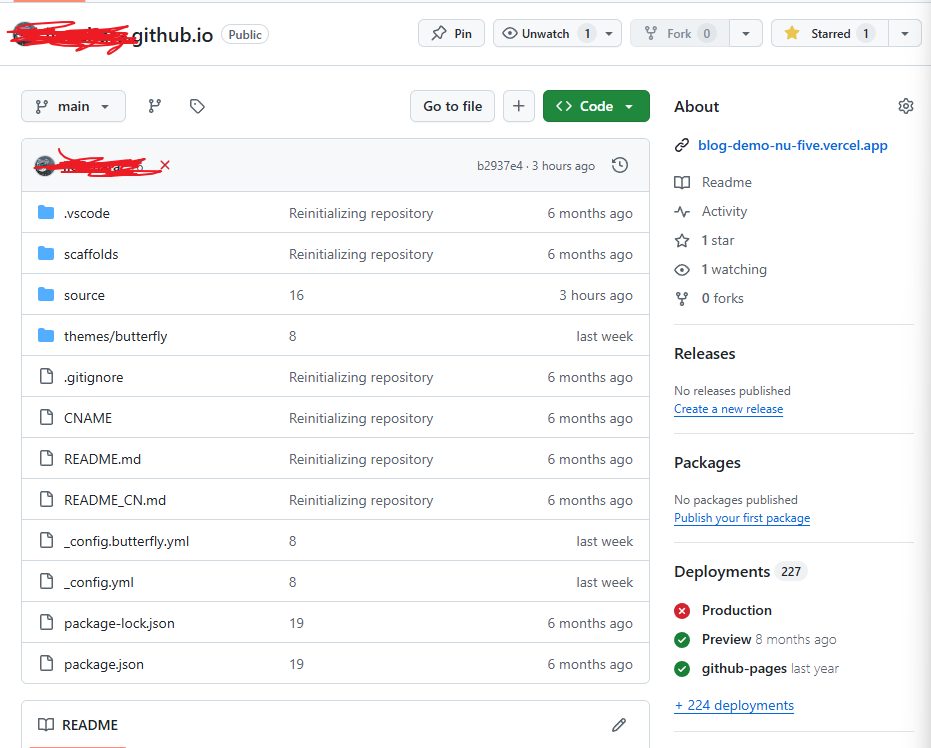 github.io Public
Pin
Unwatch 1
Fork 0
Starred 1
main
Go to file
Code
b2937e4 · 3 hours ago
.vscode Reinitializing repository 6 months ago
scaffolds Reinitializing repository 6 months ago
source 16 3 hours ago
themes/butterfly 8 last week
.gitignore Reinitializing repository 6 months ago
CNAME Reinitializing repository 6 months ago
README.md Reinitializing repository 6 months ago
README_CN.md Reinitializing repository 6 months ago
_config.butterfly.yml 8 last week
_config.yml 8 last week
package-lock.json 19 6 months ago
package.json 19 6 months ago
README
About
blog-demo-nu-five.vercel.app
Readme
Activity
1 star
1 watching
0 forks
Releases
No releases published
Create a new release
Packages
No packages published
Publish your first package
Deployments 227
Production
Preview 8 months ago
github-pages last year
+ 224 deployments